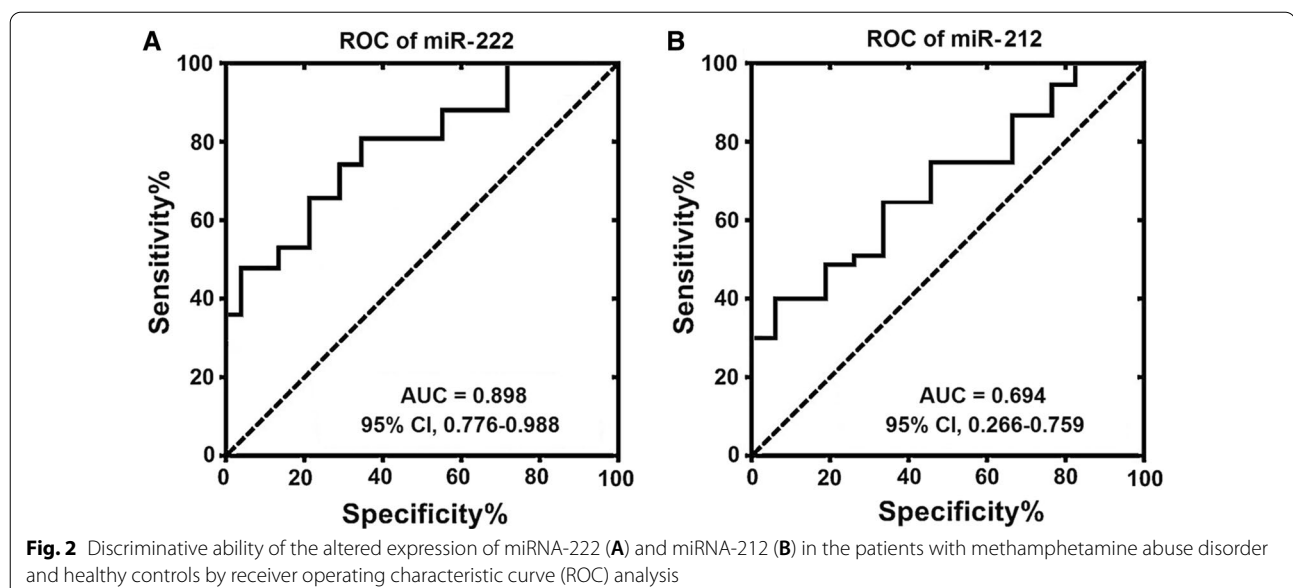 A
ROC of miR-222
100
80
60
40
20
0
Sensitivity%
AUC = 0.898
95% CI, 0.776-0.988
0 20 40 60 80 100
Specificity%
B
ROC of miR-212
100
80
60
40
20
0
Sensitivity%
AUC = 0.694
95% CI, 0.266-0.759
0 20 40 60 80 100
Specificity%
Fig. 2 Discriminative ability of the altered expression of miRNA-222 (A) and miRNA-212 (B) in the patients with methamphetamine abuse disorder
and healthy controls by receiver operating characteristic curve (ROC) analysis